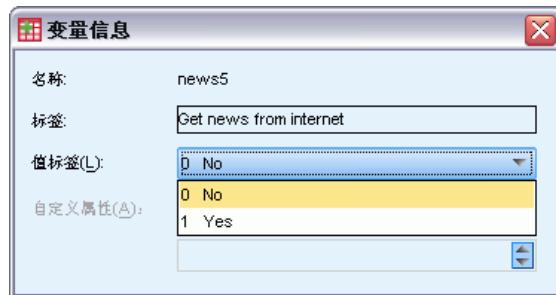 变量信息
名称: news5
标签: Get news from internet
值标签(L): 0 No
0 No
自定义属性(A):
1 Yes